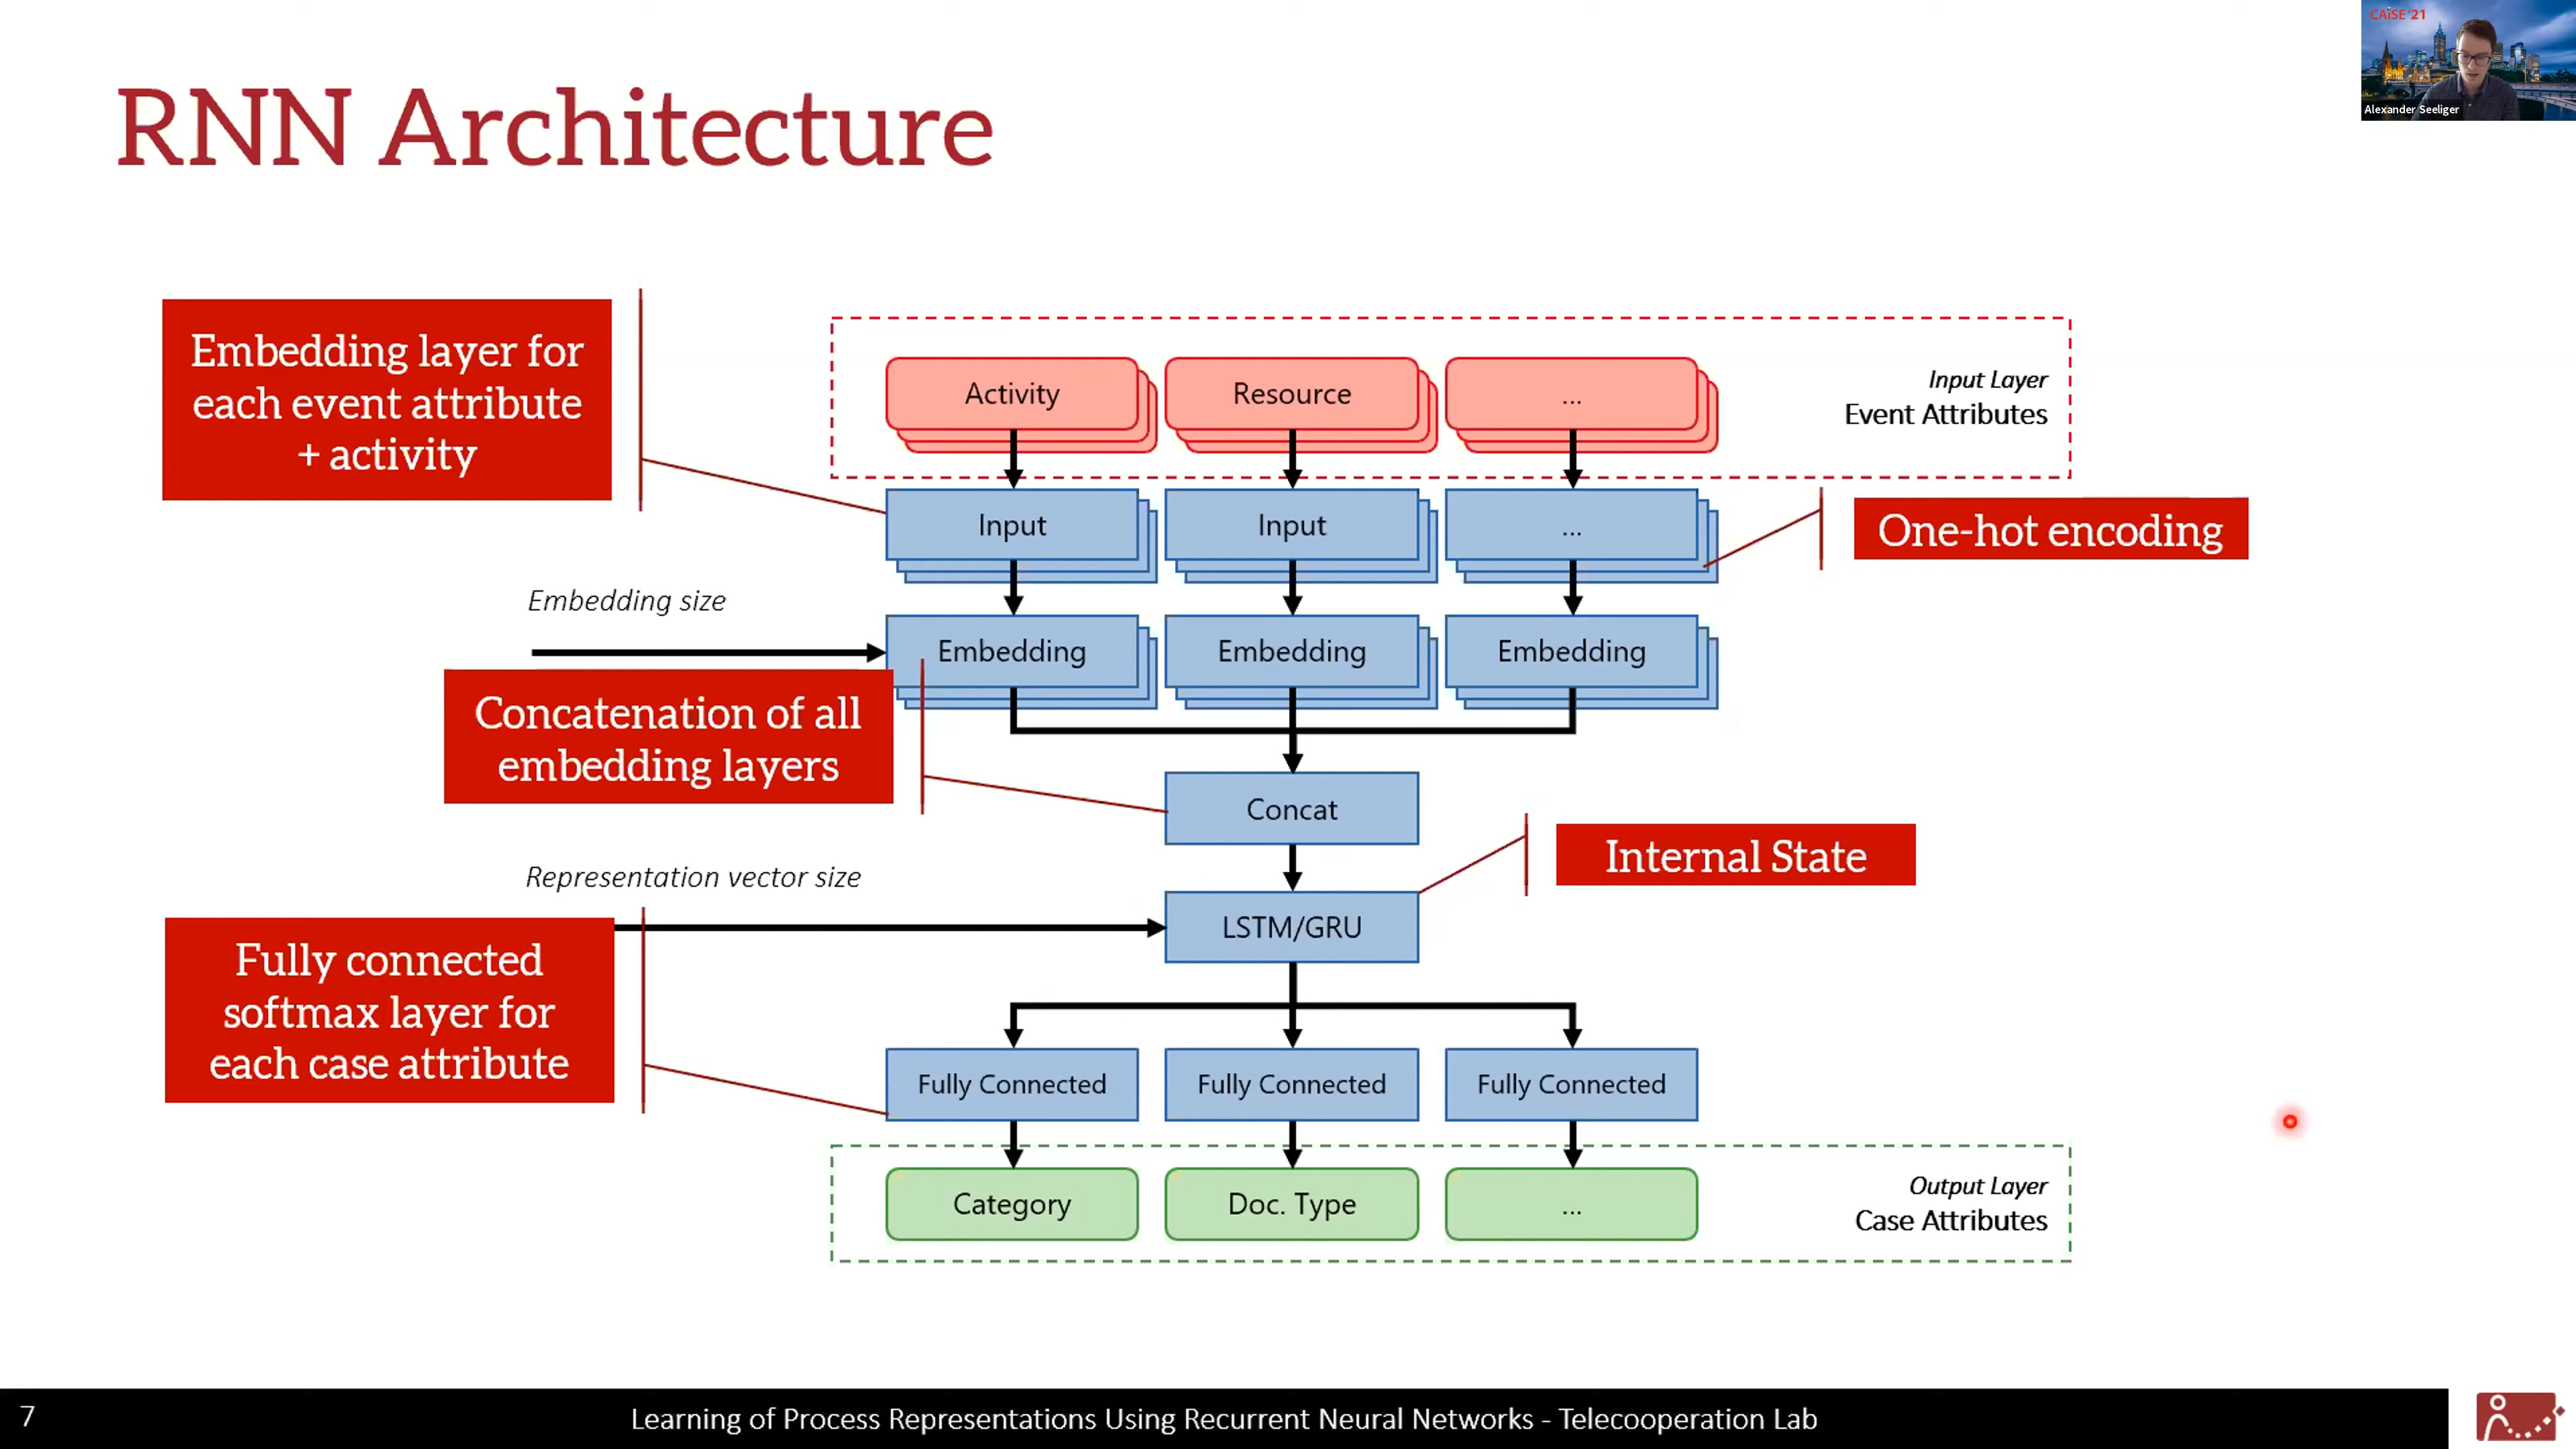 CAiSE'21
Alexander Seeliger
RNN Architecture
Embedding layer for
each event attribute
+ activity
Activity
Resource
...
Input Layer
Event Attributes
Input
Input
...
One-hot encoding
Embedding size
Embedding
Embedding
Embedding
Concatenation of all
embedding layers
Concat
Internal State
Representation vector size
LSTM/GRU
Fully connected
softmax layer for
each case attribute
Fully Connected
Fully Connected
Fully Connected
Category
Doc. Type
...
Output Layer
Case Attributes
7
Learning of Process Representations Using Recurrent Neural Networks - Telecooperation Lab